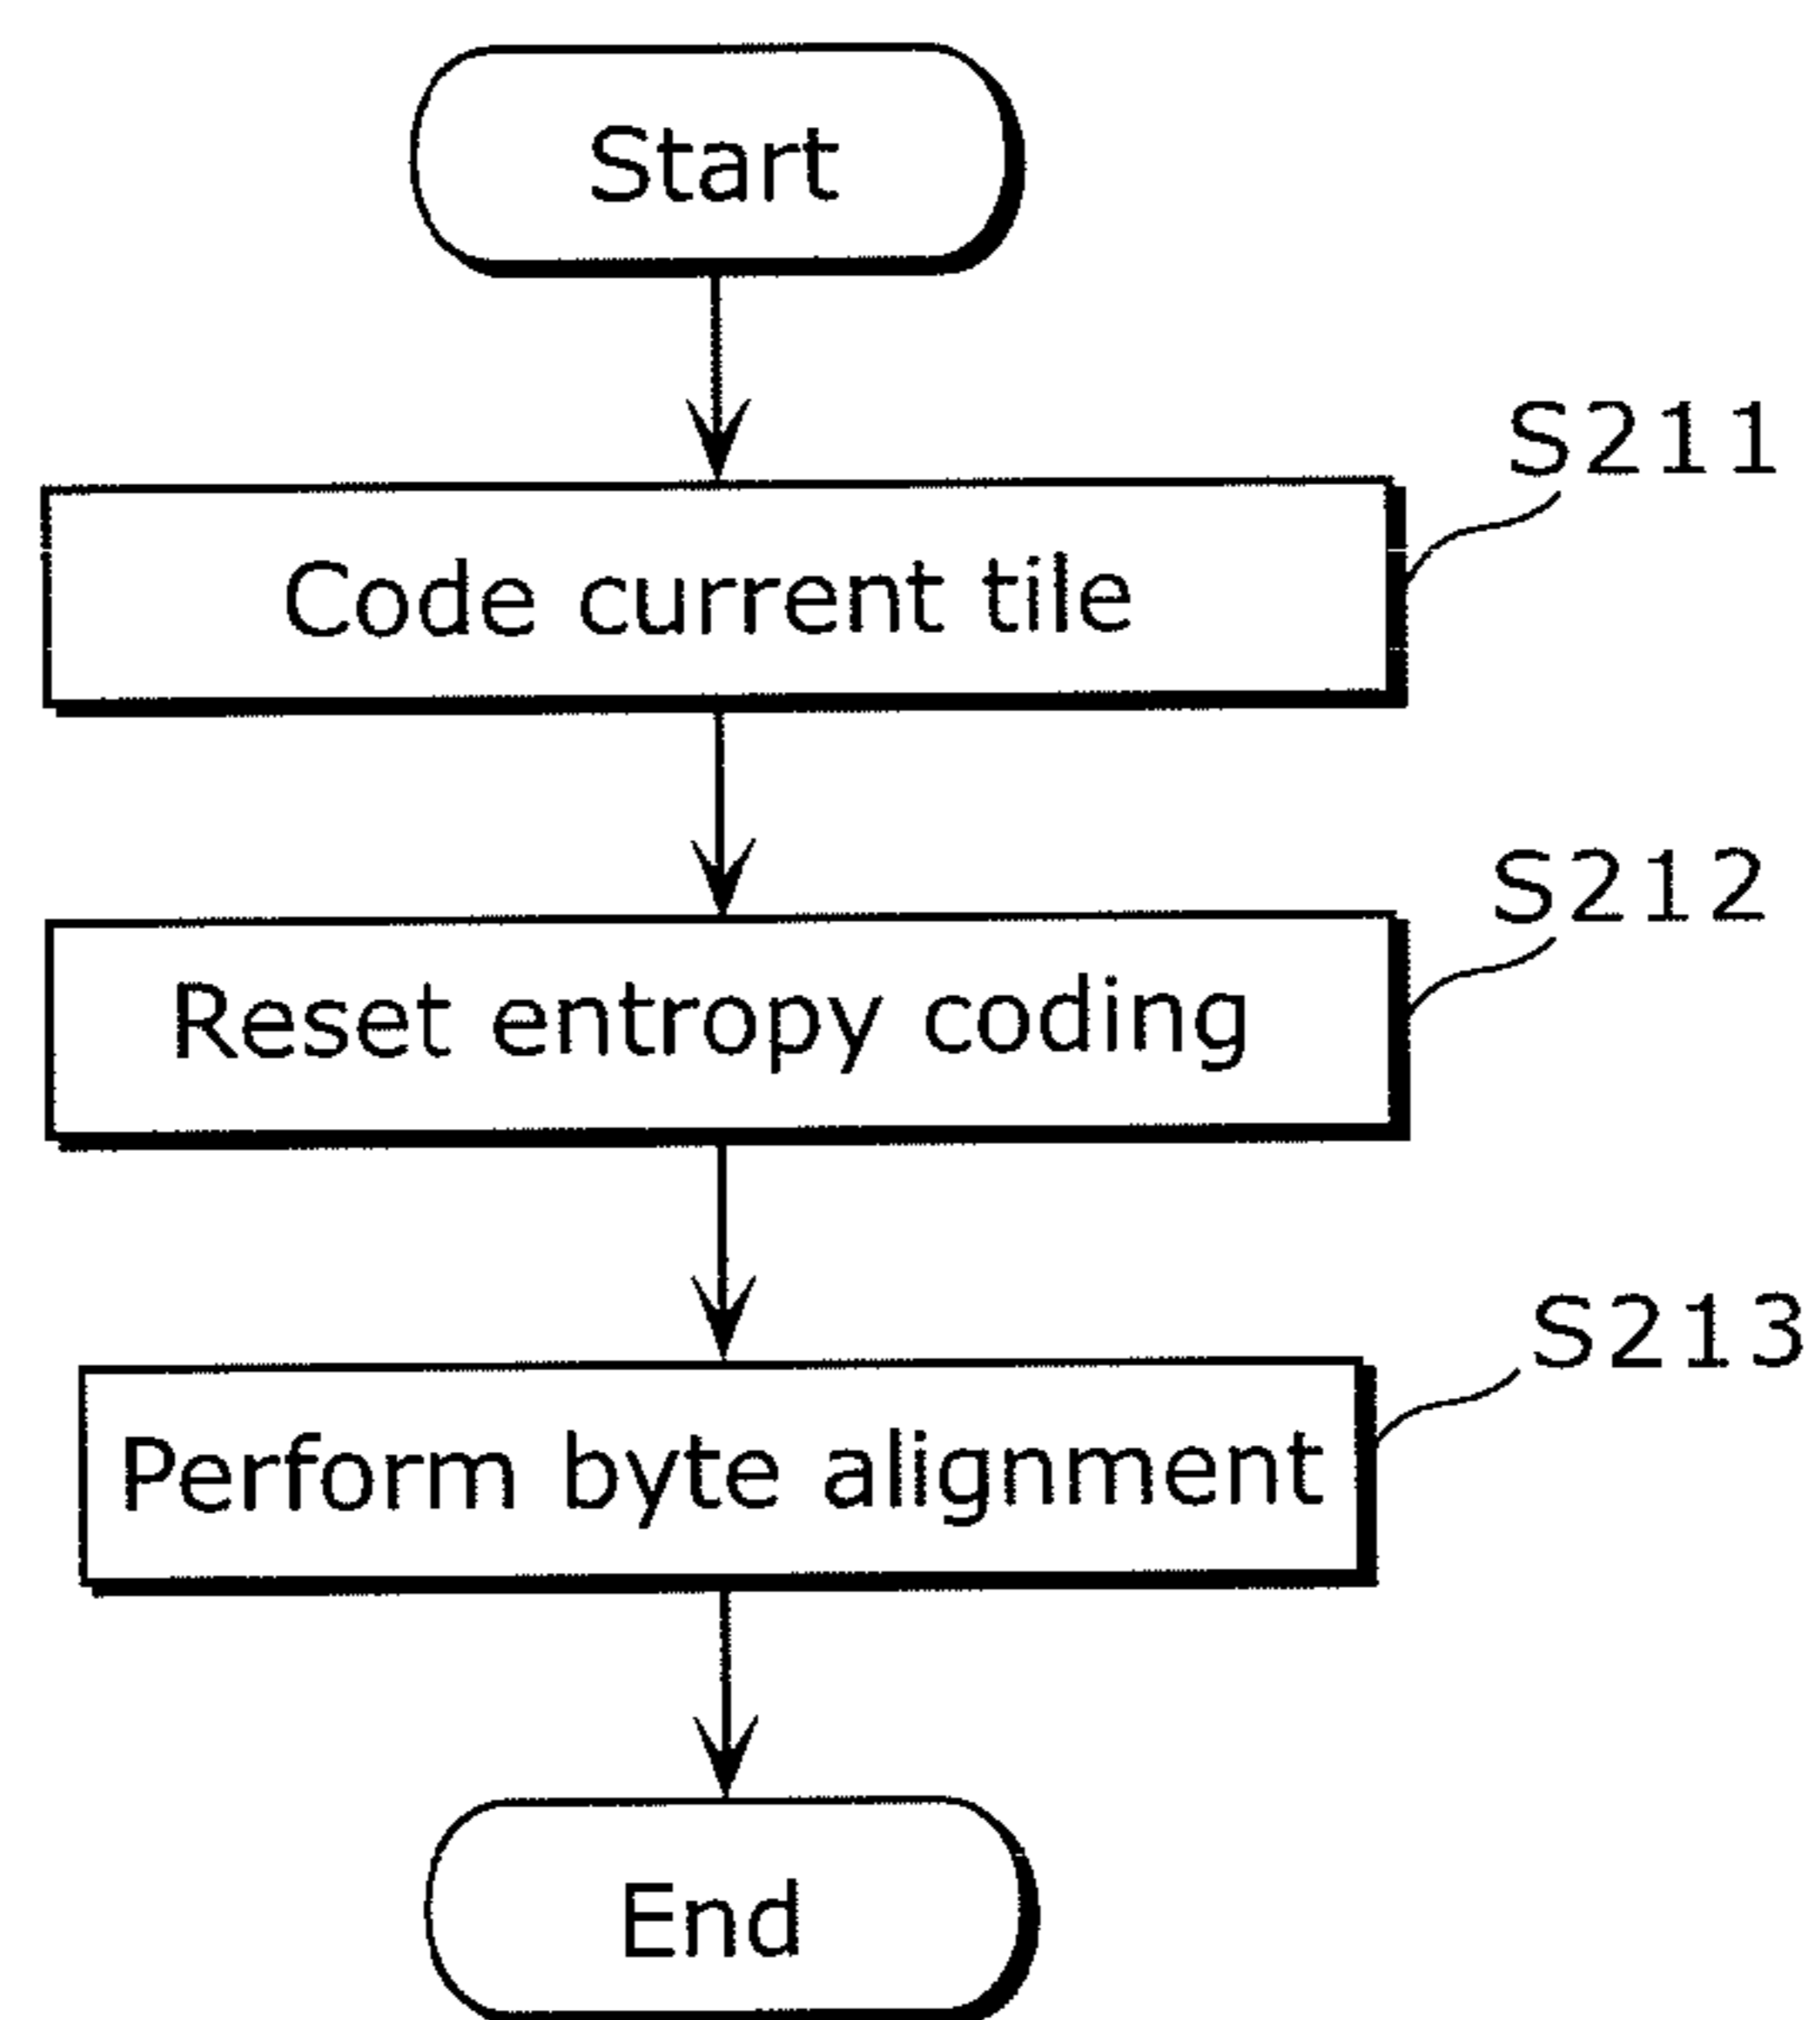 Start
S211
Code current tile
S212
Reset entropy coding
S213
Perform byte alignment
End